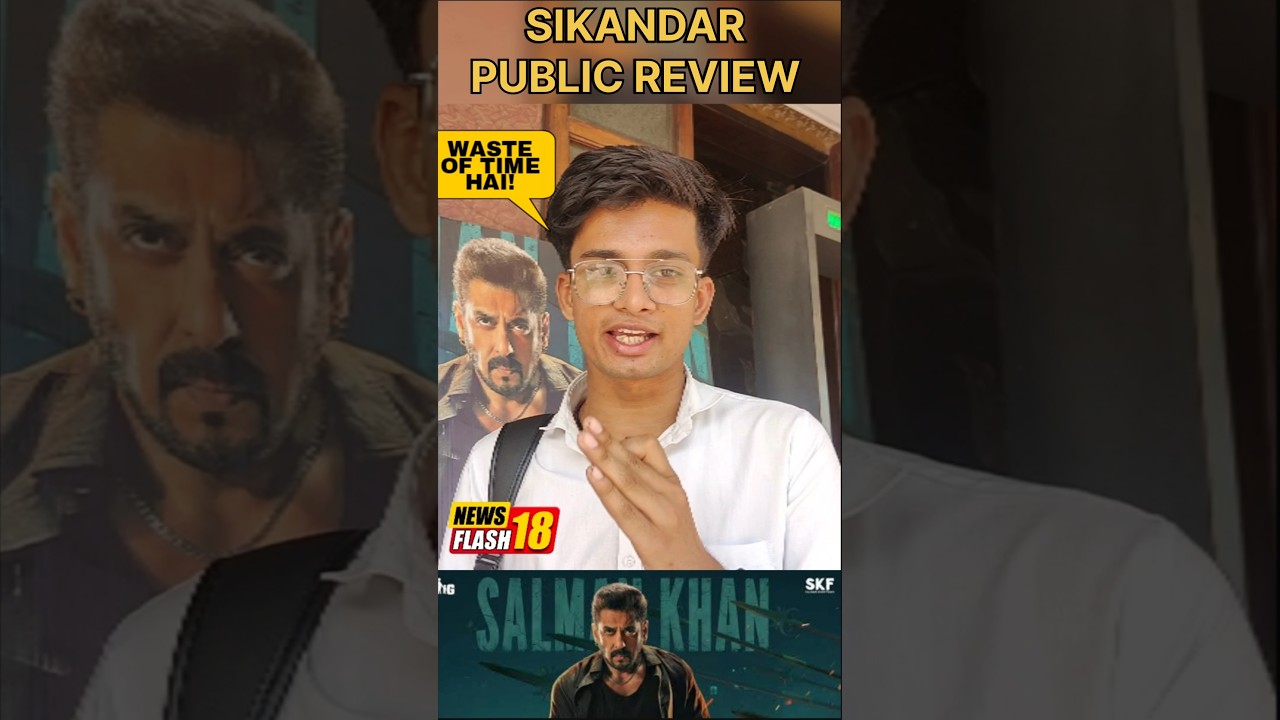 SIKANDAR
PUBLIC REVIEW
WASTE
OF TIME
HAI!
NEWS
FLASH 18
SALMAN KHAN
SKF